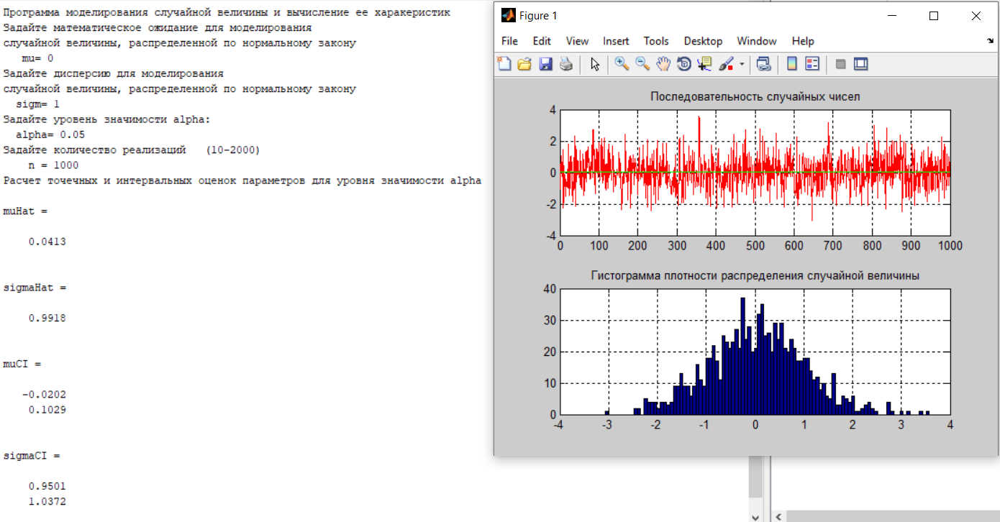 Программа моделирования случайной величины и вычисление ее харакеристик
Задайте математическое ожидание для моделирования
случайной величины, распределенной по нормальному закону
mu= 0
Задайте дисперсию для моделирования
случайной величины, распределенной по нормальному закону
sigm= 1
Задайте уровень значимости alpha:
alpha= 0.05
Задайте количество реализаций (10-2000)
n = 1000
Расчет точечных и интервальных оценок параметров для уровня значимости alpha
muHat =
0.0413
sigmaHat =
0.9918
muCI =
-0.0202
0.1029
sigmaCI =
0.9501
1.0372
Figure 1
File Edit View Insert Tools Desktop Window Help
Последовательность случайных чисел
4
2
0
-2
-4
0 100 200 300 400 500 600 700 800 900 1000
Гистограмма плотности распределения случайной величины
40
30
20
10
0
-4 -3 -2 -1 0 1 2 3 4